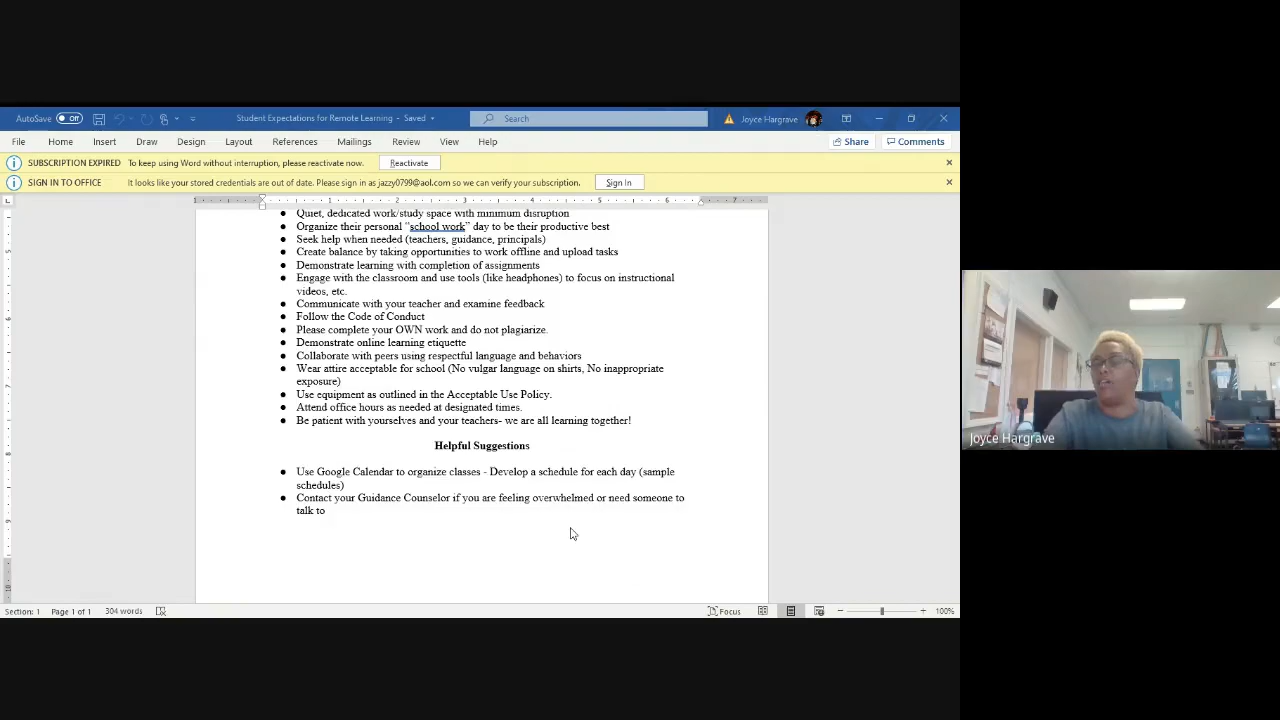 AutoSave Off Student Expectations for Remote Learning - Saved Search Joyce Hargrave
File Home Insert Draw Design Layout References Mailings Review View Help Share Comments
SUBSCRIPTION EXPIRED To keep using Word without interruption, please reactivate now. Reactivate
SIGN IN TO OFFICE It looks like your stored credentials are out of date. Please sign in as jazzy0799@aol.com so we can verify your subscription. Sign In
1 1 2 3 4 5 6 7
● Quiet, dedicated work/study space with minimum disruption
● Organize their personal “school work” day to be their productive best
● Seek help when needed (teachers, guidance, principals)
● Create balance by taking opportunities to work offline and upload tasks
● Demonstrate learning with completion of assignments
● Engage with the classroom and use tools (like headphones) to focus on instructional
videos, etc.
● Communicate with your teacher and examine feedback
● Follow the Code of Conduct
● Please complete your OWN work and do not plagiarize.
● Demonstrate online learning etiquette
● Collaborate with peers using respectful language and behaviors
● Wear attire acceptable for school (No vulgar language on shirts, No inappropriate
exposure)
● Use equipment as outlined in the Acceptable Use Policy.
● Attend office hours as needed at designated times.
● Be patient with yourselves and your teachers- we are all learning together!
Helpful Suggestions
● Use Google Calendar to organize classes - Develop a schedule for each day (sample
schedules)
● Contact your Guidance Counselor if you are feeling overwhelmed or need someone to
talk to
Section: 1 Page 1 of 1 304 words Focus 100%
Joyce Hargrave